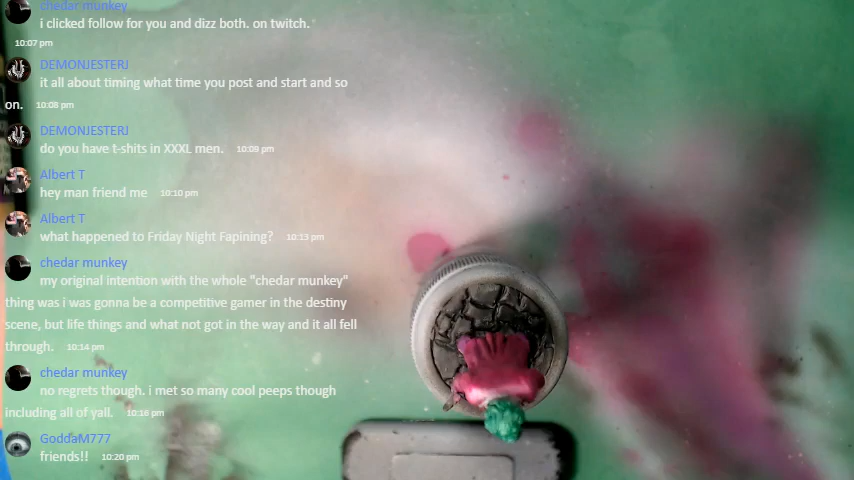 chedar munkey
i clicked follow for you and dizz both. on twitch.
10:07 pm
DEMONJESTERJ
it all about timing what time you post and start and so
on. 10:08 pm
DEMONJESTERJ
do you have t-shits in XXXL men. 10:09 pm
Albert T
hey man friend me 10:10 pm
Albert T
what happened to Friday Night Fapining? 10:13 pm
chedar munkey
my original intention with the whole "chedar munkey"
thing was i was gonna be a competitive gamer in the destiny
scene, but life things and what not got in the way and it all fell
through. 10:14 pm
chedar munkey
no regrets though. i met so many cool peeps though
including all of yall. 10:16 pm
GoddaM777
friends!! 10:20 pm